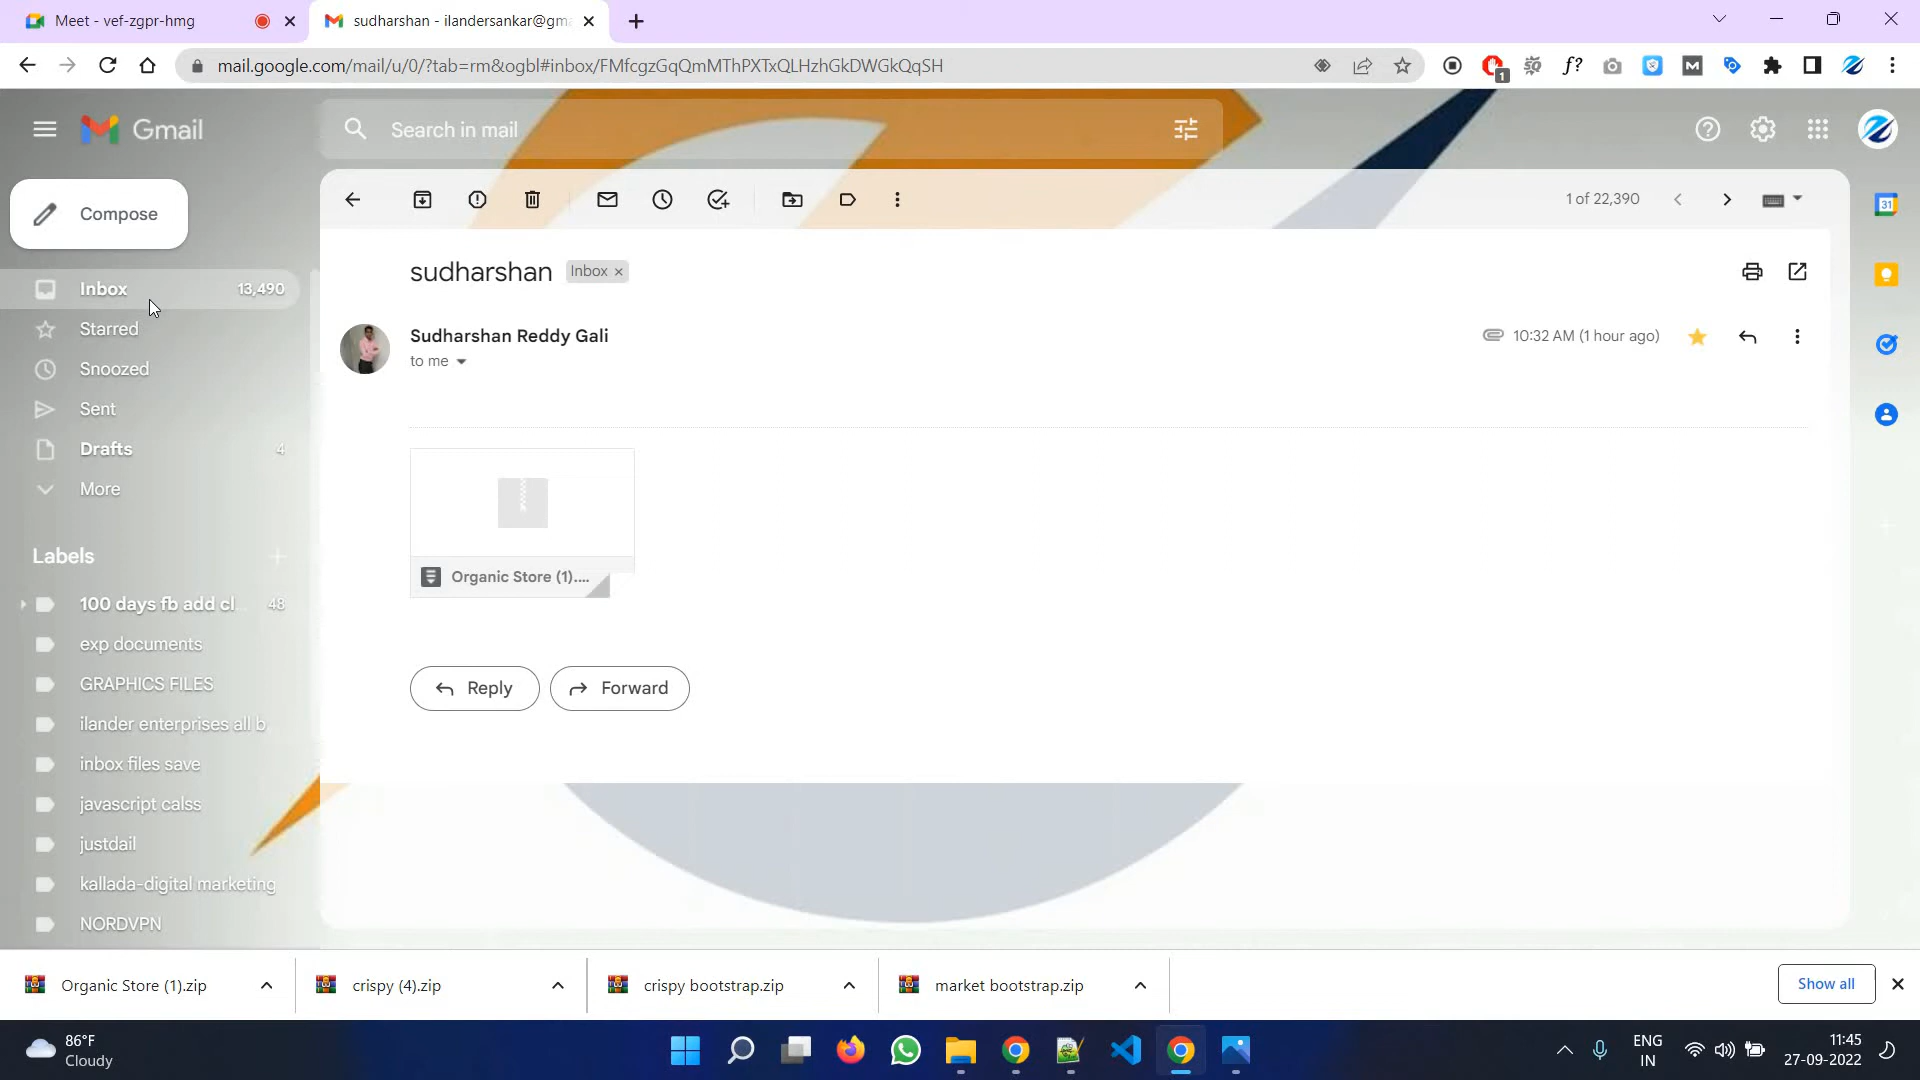 Meet - vef-zgpr-hmg
sudharshan - ilandersankar@gma
mail.google.com/mail/u/0/?tab=rm&ogbl#inbox/FMfcgzGqQmMThPXTxQLHzhGkDWGkQqSH
1
Gmail
Search in mail
Compose
1 of 22,390
Inbox 13,490
Starred
Snoozed
Sent
Drafts 4
More
Labels
100 days fb add cl... 48
exp documents
GRAPHICS FILES
ilander enterprises all b
inbox files save
javascript calss
justdail
kallada-digital marketing
NORDVPN
sudharshan Inbox ×
Sudharshan Reddy Gali
10:32 AM (1 hour ago)
to me
Organic Store (1)....
Reply
Forward
31
Organic Store (1).zip
crispy (4).zip
crispy bootstrap.zip
market bootstrap.zip
Show all
86°F
Cloudy
ENG
IN
11:45
27-09-2022